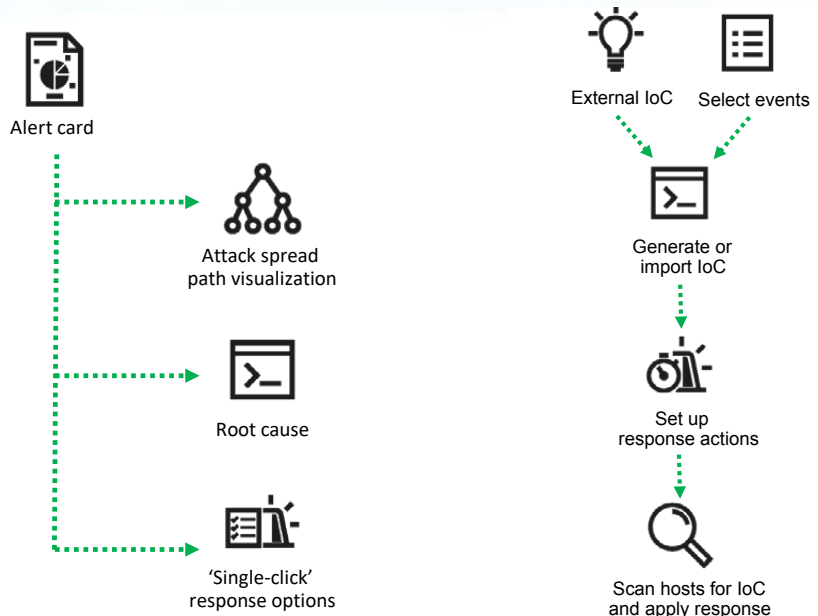 Alert card
Attack spread
path visualization
Root cause
'Single-click'
response options
External IoC
Select events
Generate or
import IoC
Set up
response actions
Scan hosts for IoC
and apply response